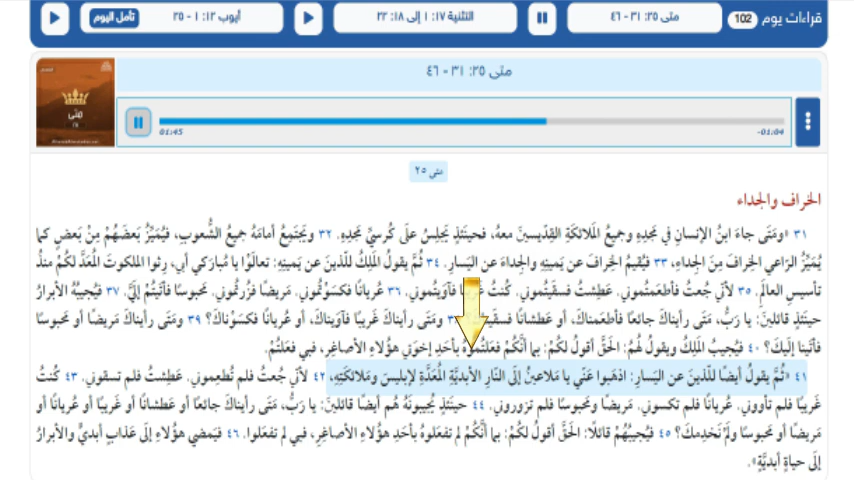 قراءات يوم 102
متى ٢٥: ٣١ - ٤٦
التثنية ١٧: ١ إلى ١٨: ٢٢
أيوب ١٢: ١ - ٢٥
تأمل اليوم
متى ٢٥: ٣١ - ٤٦
متى
01:45
-01:04
متى ٢٥
الخراف والجداء
٣١ «ومَتَى جاءَ ابنُ الإنسانِ في مَجدِهِ وجميعُ المَلائكَةِ القِدّيسينَ معهُ، فحينَئذٍ يَجلِسُ علَى كُرسيِّ مَجدِهِ. ٣٢ ويَجتَمِعُ أمامَهُ جميعُ الشُّعوبِ، فيُمَيِّزُ بَعضَهُمْ مِنْ بَعضٍ كما
يُمَيِّزُ الرّاعي الخِرافَ مِنَ الجِداءِ، ٣٣ فيُقيمُ الخِرافَ عن يَمينِهِ والجِداءَ عن اليَسارِ. ٣٤ ثُمَّ يقولُ المَلِكُ للّذينَ عن يَمينِهِ: تعالَوْا يا مُبارَكي أبي، رِثوا الملكوتَ المُعَدَّ لكُمْ منذُ
تأسيسِ العالَمِ. ٣٥ لأنّي جُعتُ فأطعَمتُموني. عَطِشتُ فسقَيتُموني. كُنتُ غَريبًا فآوَيتُموني. ٣٦ عُريانًا فكسَوْتُموني. مَريضًا فزُرتُموني. مَحبوسًا فأتَيتُمْ إلَيَّ. ٣٧ فيُجيبُهُ الأبرارُ
حينَئذٍ قائلينَ: يا رَبُّ، مَتَى رأيناكَ جائعًا فأطعَمناكَ، أو عَطشانًا فسقَيناكَ؟ ٣٨ ومَتَى رأيناكَ غَريبًا فآوَيناكَ، أو عُريانًا فكسَوْناكَ؟ ٣٩ ومَتَى رأيناكَ مَريضًا أو مَحبوسًا
فأتَينا إلَيكَ؟ ٤٠ فيُجيبُ المَلِكُ ويقولُ لهُمْ: الحَقَّ أقولُ لكُمْ: بما أنَّكُمْ فعَلتُموهُ بأحَدِ إخوَتي هؤُلاءِ الأصاغِرِ، فبي فعَلتُمْ.
٤١ «ثُمَّ يقولُ أيضًا للّذينَ عن اليَسارِ: اذهَبوا عَنّي يا مَلاعينُ إلَى النّارِ الأبديَّةِ المُعَدَّةِ لإبليسَ ومَلائكَتِهِ، ٤٢ لأنّي جُعتُ فلم تُطعِموني. عَطِشتُ فلم تسقوني. ٤٣ كُنتُ
غَريبًا فلم تأووني. عُريانًا فلم تكسوني. مَريضًا ومَحبوسًا فلم تزوروني. ٤٤ حينَئذٍ يُجيبونَهُ هُم أيضًا قائلينَ: يا رَبُّ، مَتَى رأيناكَ جائعًا أو عَطشانًا أو غَريبًا أو عُريانًا أو
مَريضًا أو مَحبوسًا ولَمْ نَخدِمكَ؟ ٤٥ فيُجيبُهُمْ قائلًا: الحَقَّ أقولُ لكُمْ: بما أنَّكُمْ لم تفعَلوهُ بأحَدِ هؤُلاءِ الأصاغِرِ، فبي لم تفعَلوا. ٤٦ فيَمضي هؤُلاءِ إلَى عَذابٍ أبديٍّ والأبرارُ
إلَى حياةٍ أبديَّةٍ».